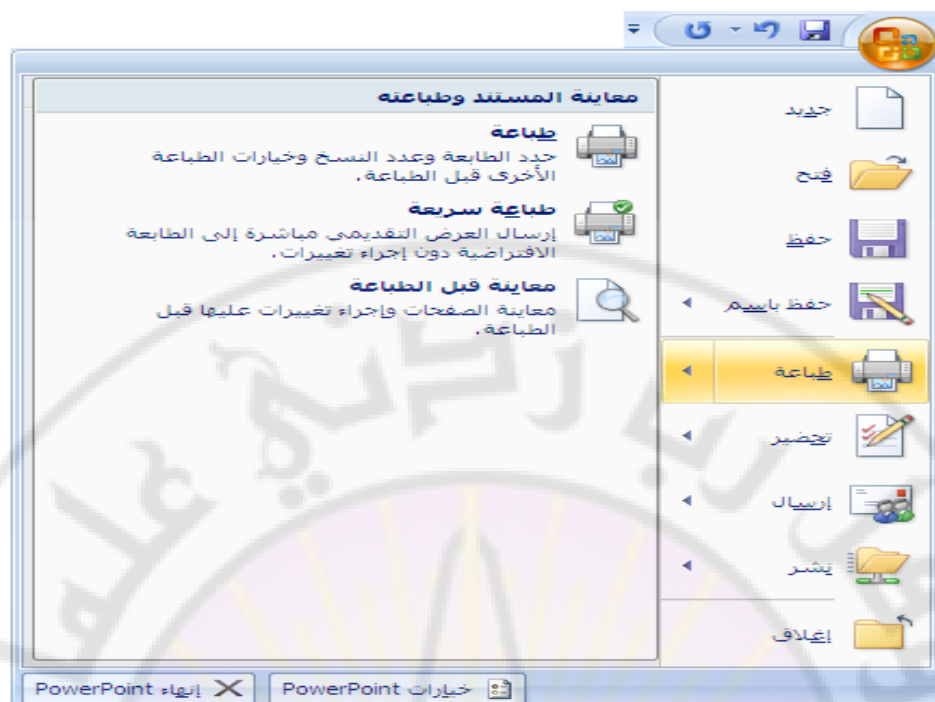 جديد
فتح
حفظ
حفظ باسم
طباعة
تحضير
إرسال
نشر
إغلاق
معاينة المستند وطباعته
طباعة
حدد الطابعة وعدد النسخ وخيارات الطباعة
الأخرى قبل الطباعة.
طباعة سريعة
إرسال العرض التقديمي مباشرة إلى الطابعة
الافتراضية دون إجراء تغييرات.
معاينة قبل الطباعة
معاينة الصفحات وإجراء تغييرات عليها قبل
الطباعة.
خيارات PowerPoint
إنهاء PowerPoint